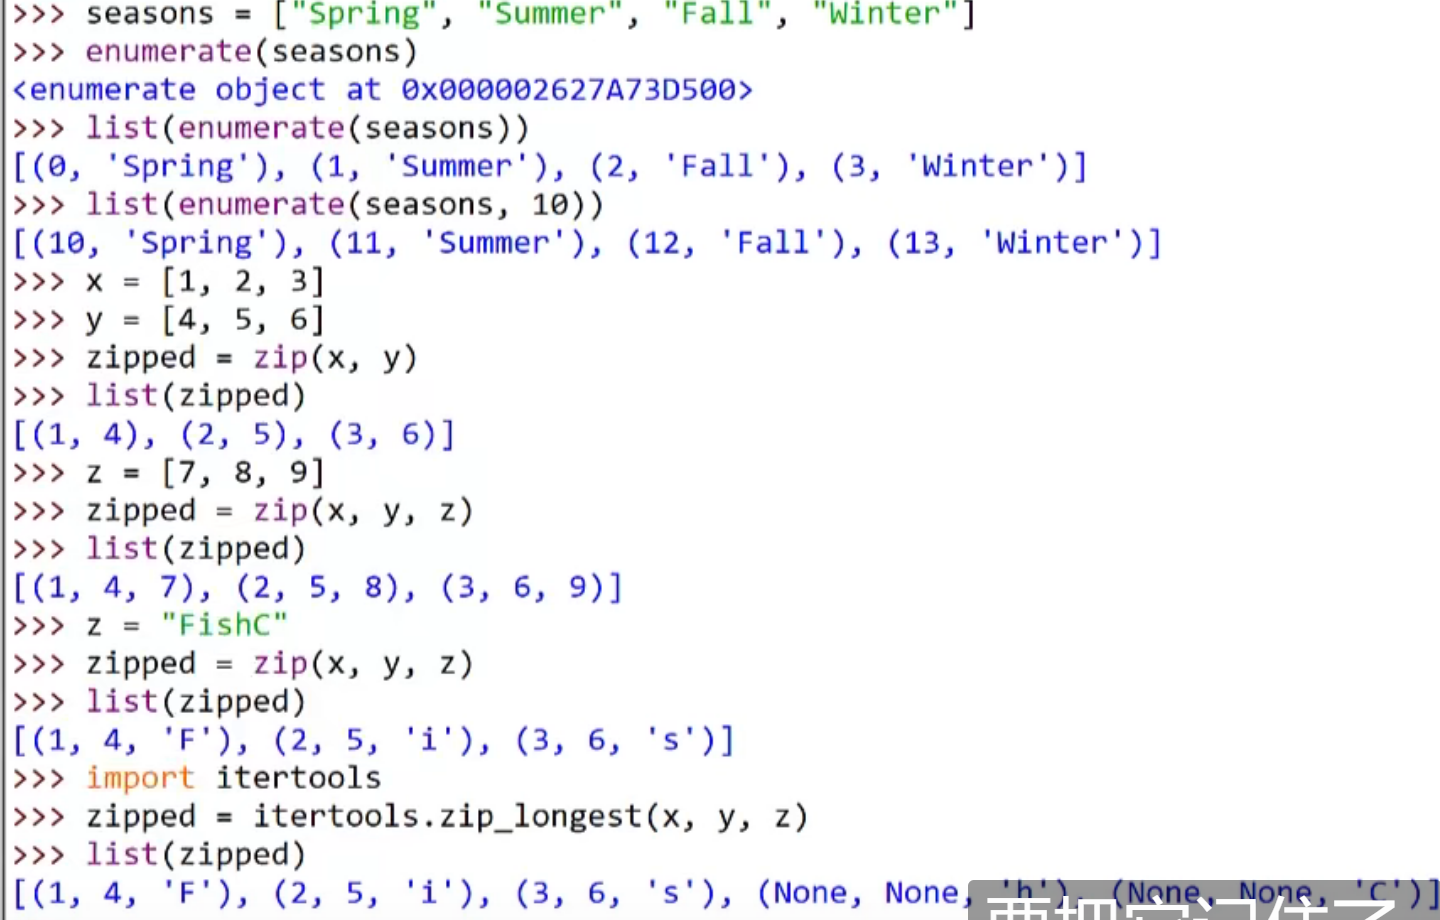 >>> seasons = ["Spring", "Summer", "Fall", "Winter"]
>>> enumerate(seasons)
<enumerate object at 0x000002627A73D500>
>>> list(enumerate(seasons))
[(0, 'Spring'), (1, 'Summer'), (2, 'Fall'), (3, 'Winter')]
>>> list(enumerate(seasons, 10))
[(10, 'Spring'), (11, 'Summer'), (12, 'Fall'), (13, 'Winter')]
>>> x = [1, 2, 3]
>>> y = [4, 5, 6]
>>> zipped = zip(x, y)
>>> list(zipped)
[(1, 4), (2, 5), (3, 6)]
>>> z = [7, 8, 9]
>>> zipped = zip(x, y, z)
>>> list(zipped)
[(1, 4, 7), (2, 5, 8), (3, 6, 9)]
>>> z = "FishC"
>>> zipped = zip(x, y, z)
>>> list(zipped)
[(1, 4, 'F'), (2, 5, 'i'), (3, 6, 's')]
>>> import itertools
>>> zipped = itertools.zip_longest(x, y, z)
>>> list(zipped)
[(1, 4, 'F'), (2, 5, 'i'), (3, 6, 's'), (None, None, 'h'), (None, None, 'C')]